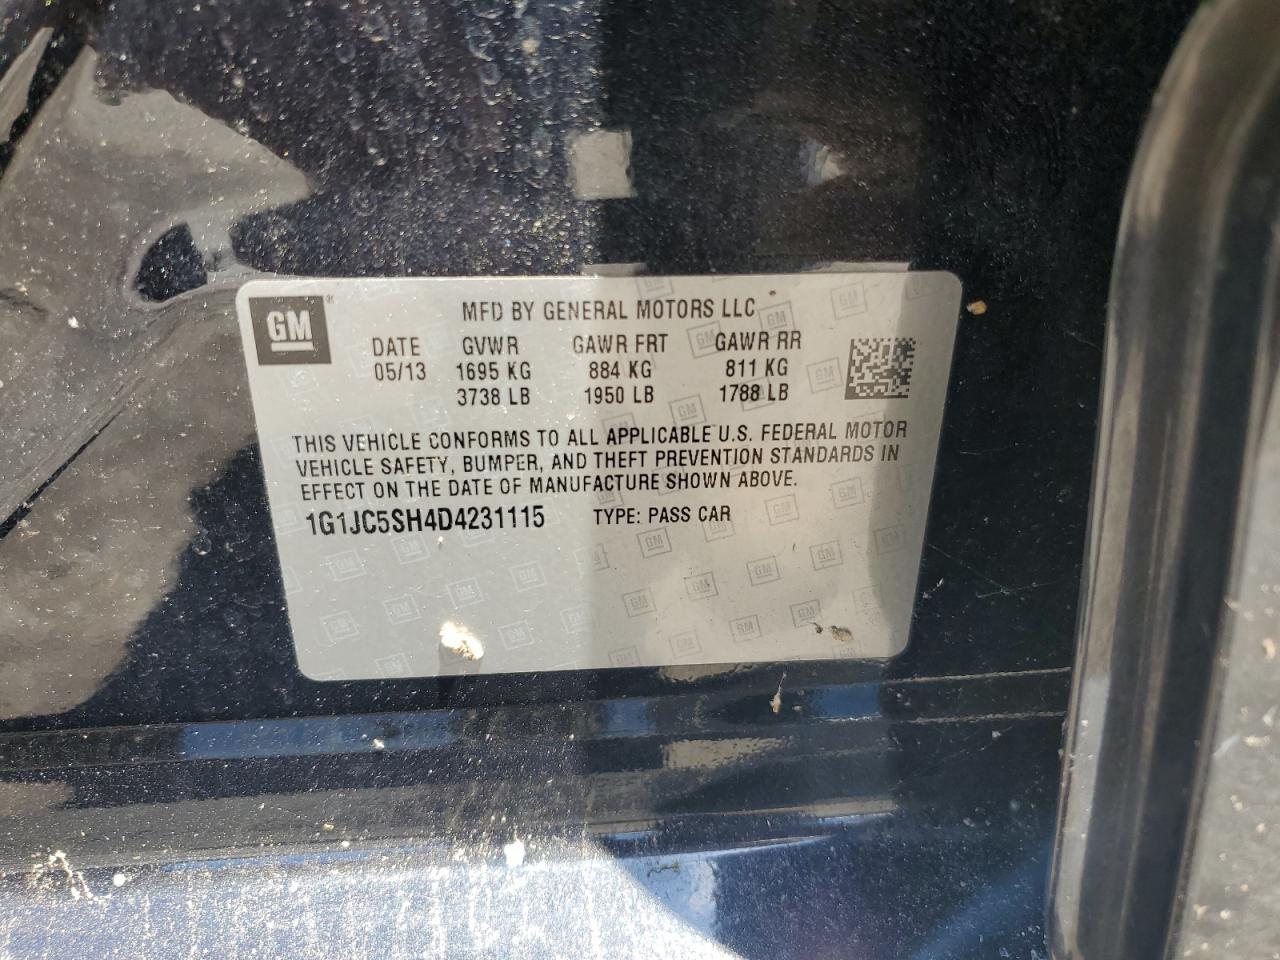 GM ®
MFD BY GENERAL MOTORS LLC
DATE GVWR GAWR FRT GAWR RR
05/13 1695 KG 884 KG 811 KG
3738 LB 1950 LB 1788 LB
THIS VEHICLE CONFORMS TO ALL APPLICABLE U.S. FEDERAL MOTOR
VEHICLE SAFETY, BUMPER, AND THEFT PREVENTION STANDARDS IN
EFFECT ON THE DATE OF MANUFACTURE SHOWN ABOVE.
1G1JC5SH4D4231115 TYPE: PASS CAR